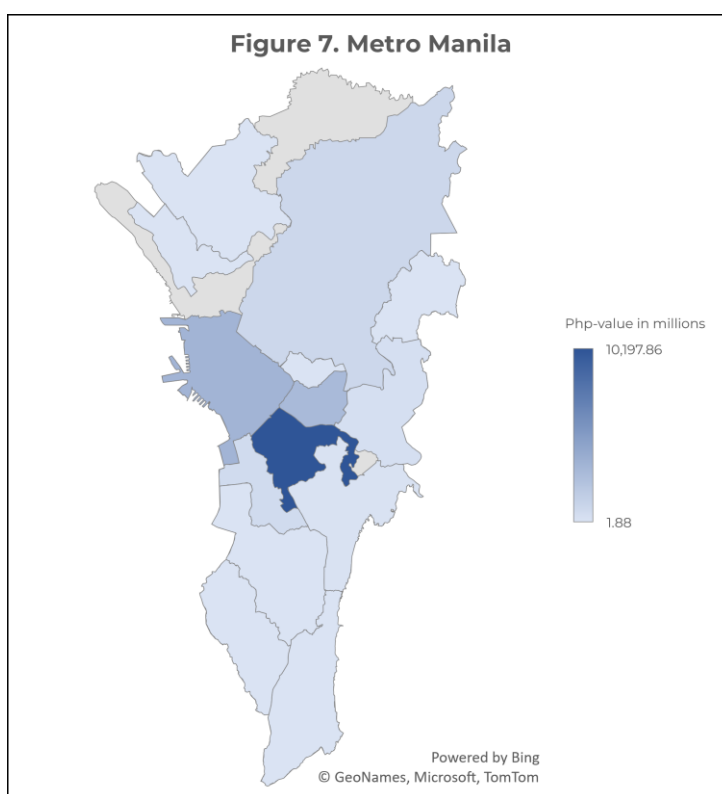 Figure 7. Metro Manila
Php-value in millions
10,197.86
1.88
Powered by Bing
© GeoNames, Microsoft, TomTom